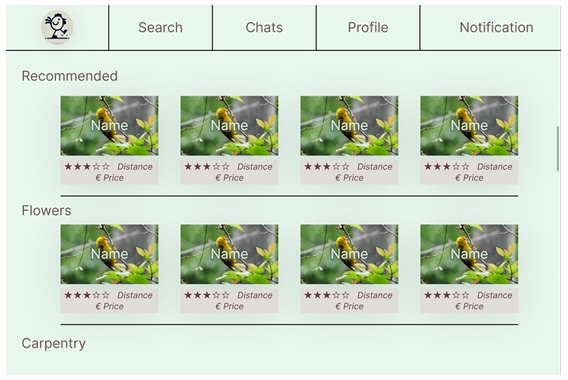 Search Chats Profile Notification
Recommended
Name Name Name Name
★★★☆☆ Distance ★★★☆☆ Distance ★★★☆☆ Distance ★★★☆☆ Distance
€ Price € Price € Price € Price
Flowers
Name Name Name Name
★★★☆☆ Distance ★★★☆☆ Distance ★★★☆☆ Distance ★★★☆☆ Distance
€ Price € Price € Price € Price
Carpentry